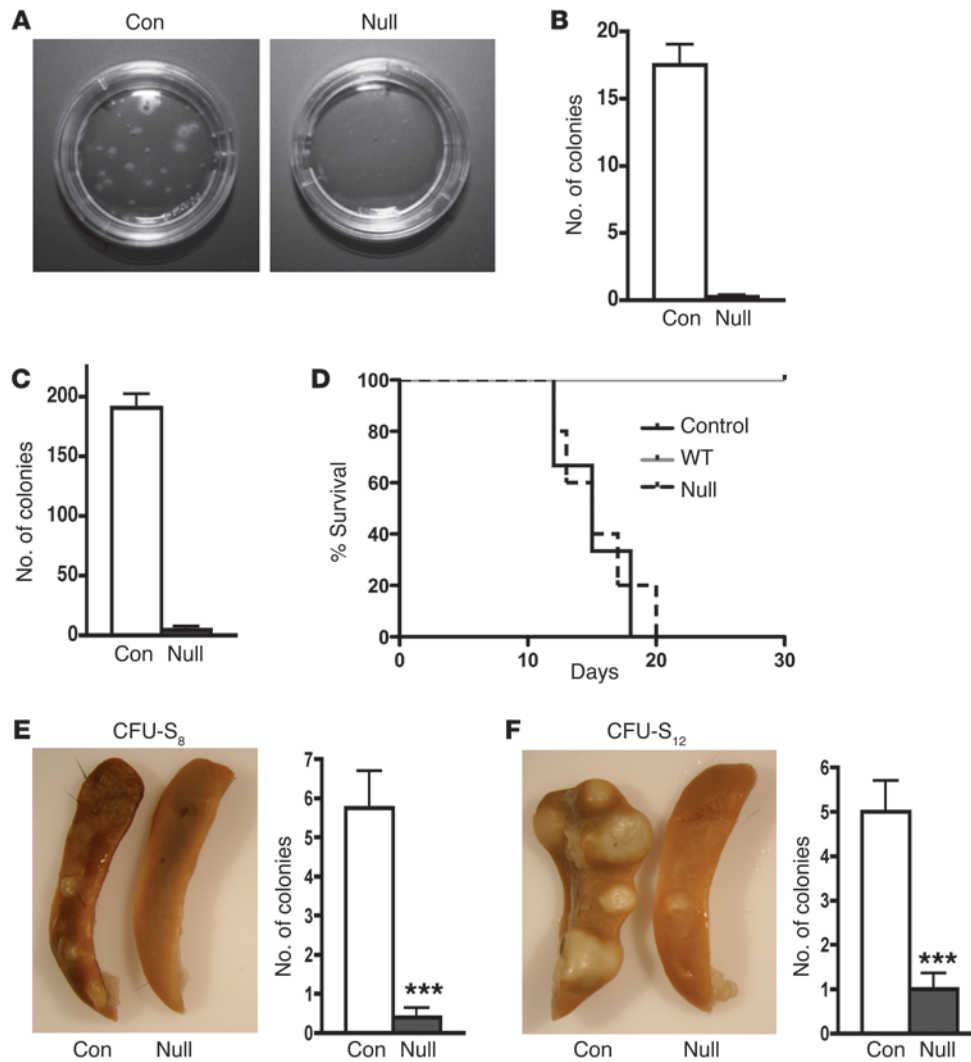 A
Con
Null
B
No. of colonies
20
15
10
5
0
Con
Null
C
No. of colonies
200
150
100
50
0
Con
Null
D
% Survival
100
80
60
40
20
0
0
10
20
30
Days
Control
WT
Null
E
CFU-S₈
Con
Null
No. of colonies
7
6
5
4
3
2
1
0
***
Con
Null
F
CFU-S₁₂
Con
Null
No. of colonies
6
5
4
3
2
1
0
***
Con
Null